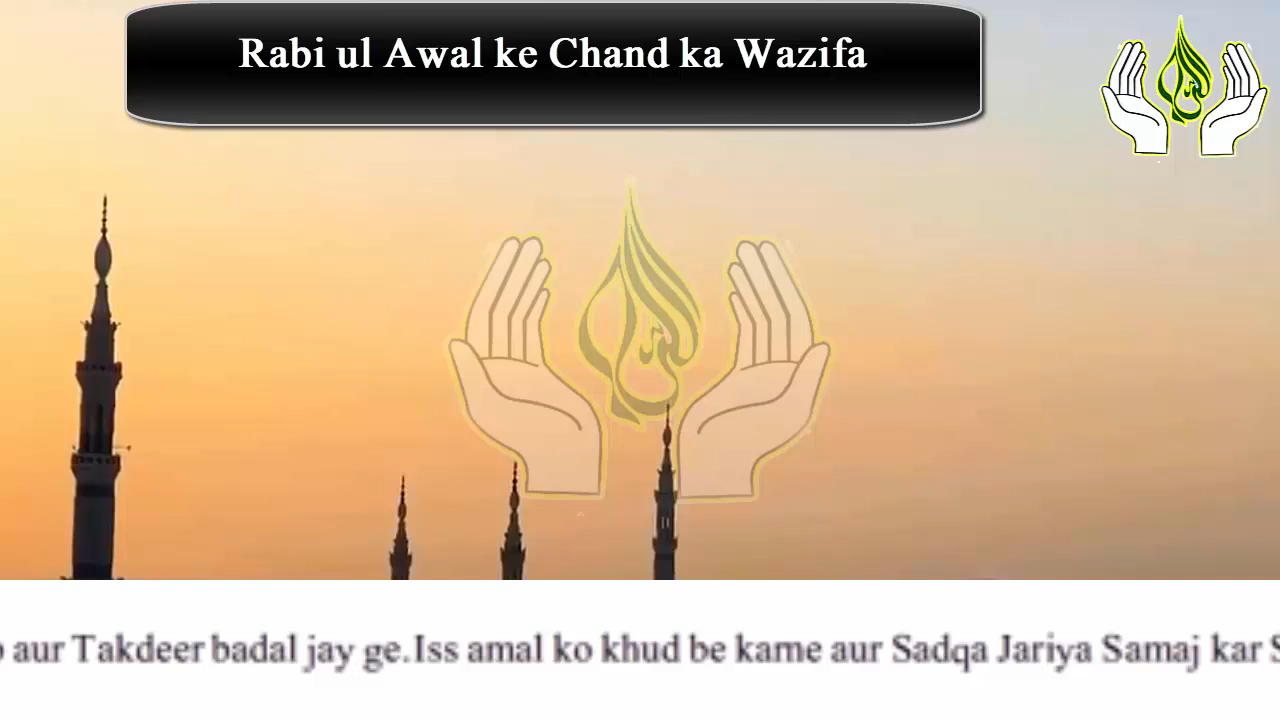 Rabi ul Awal ke Chand ka Wazifa
aur Takdeer badal jay ge.Iss amal ko khud be karne aur Sadqa Jariya Samaj kar